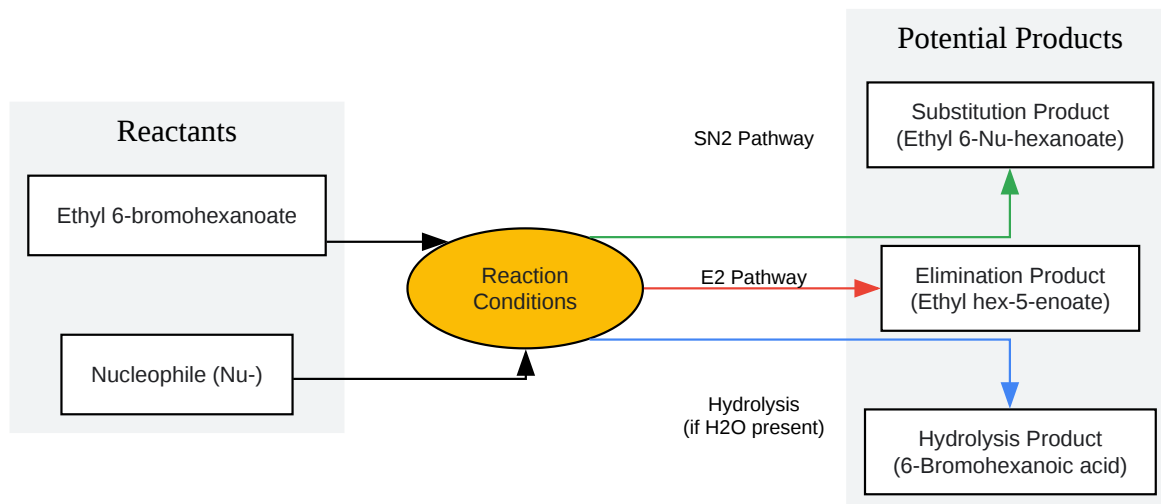 Reactants
Ethyl 6-bromohexanoate
Nucleophile (Nu-)
Reaction
Conditions
SN2 Pathway
E2 Pathway
Hydrolysis
(if H2O present)
Potential Products
Substitution Product
(Ethyl 6-Nu-hexanoate)
Elimination Product
(Ethyl hex-5-enoate)
Hydrolysis Product
(6-Bromohexanoic acid)